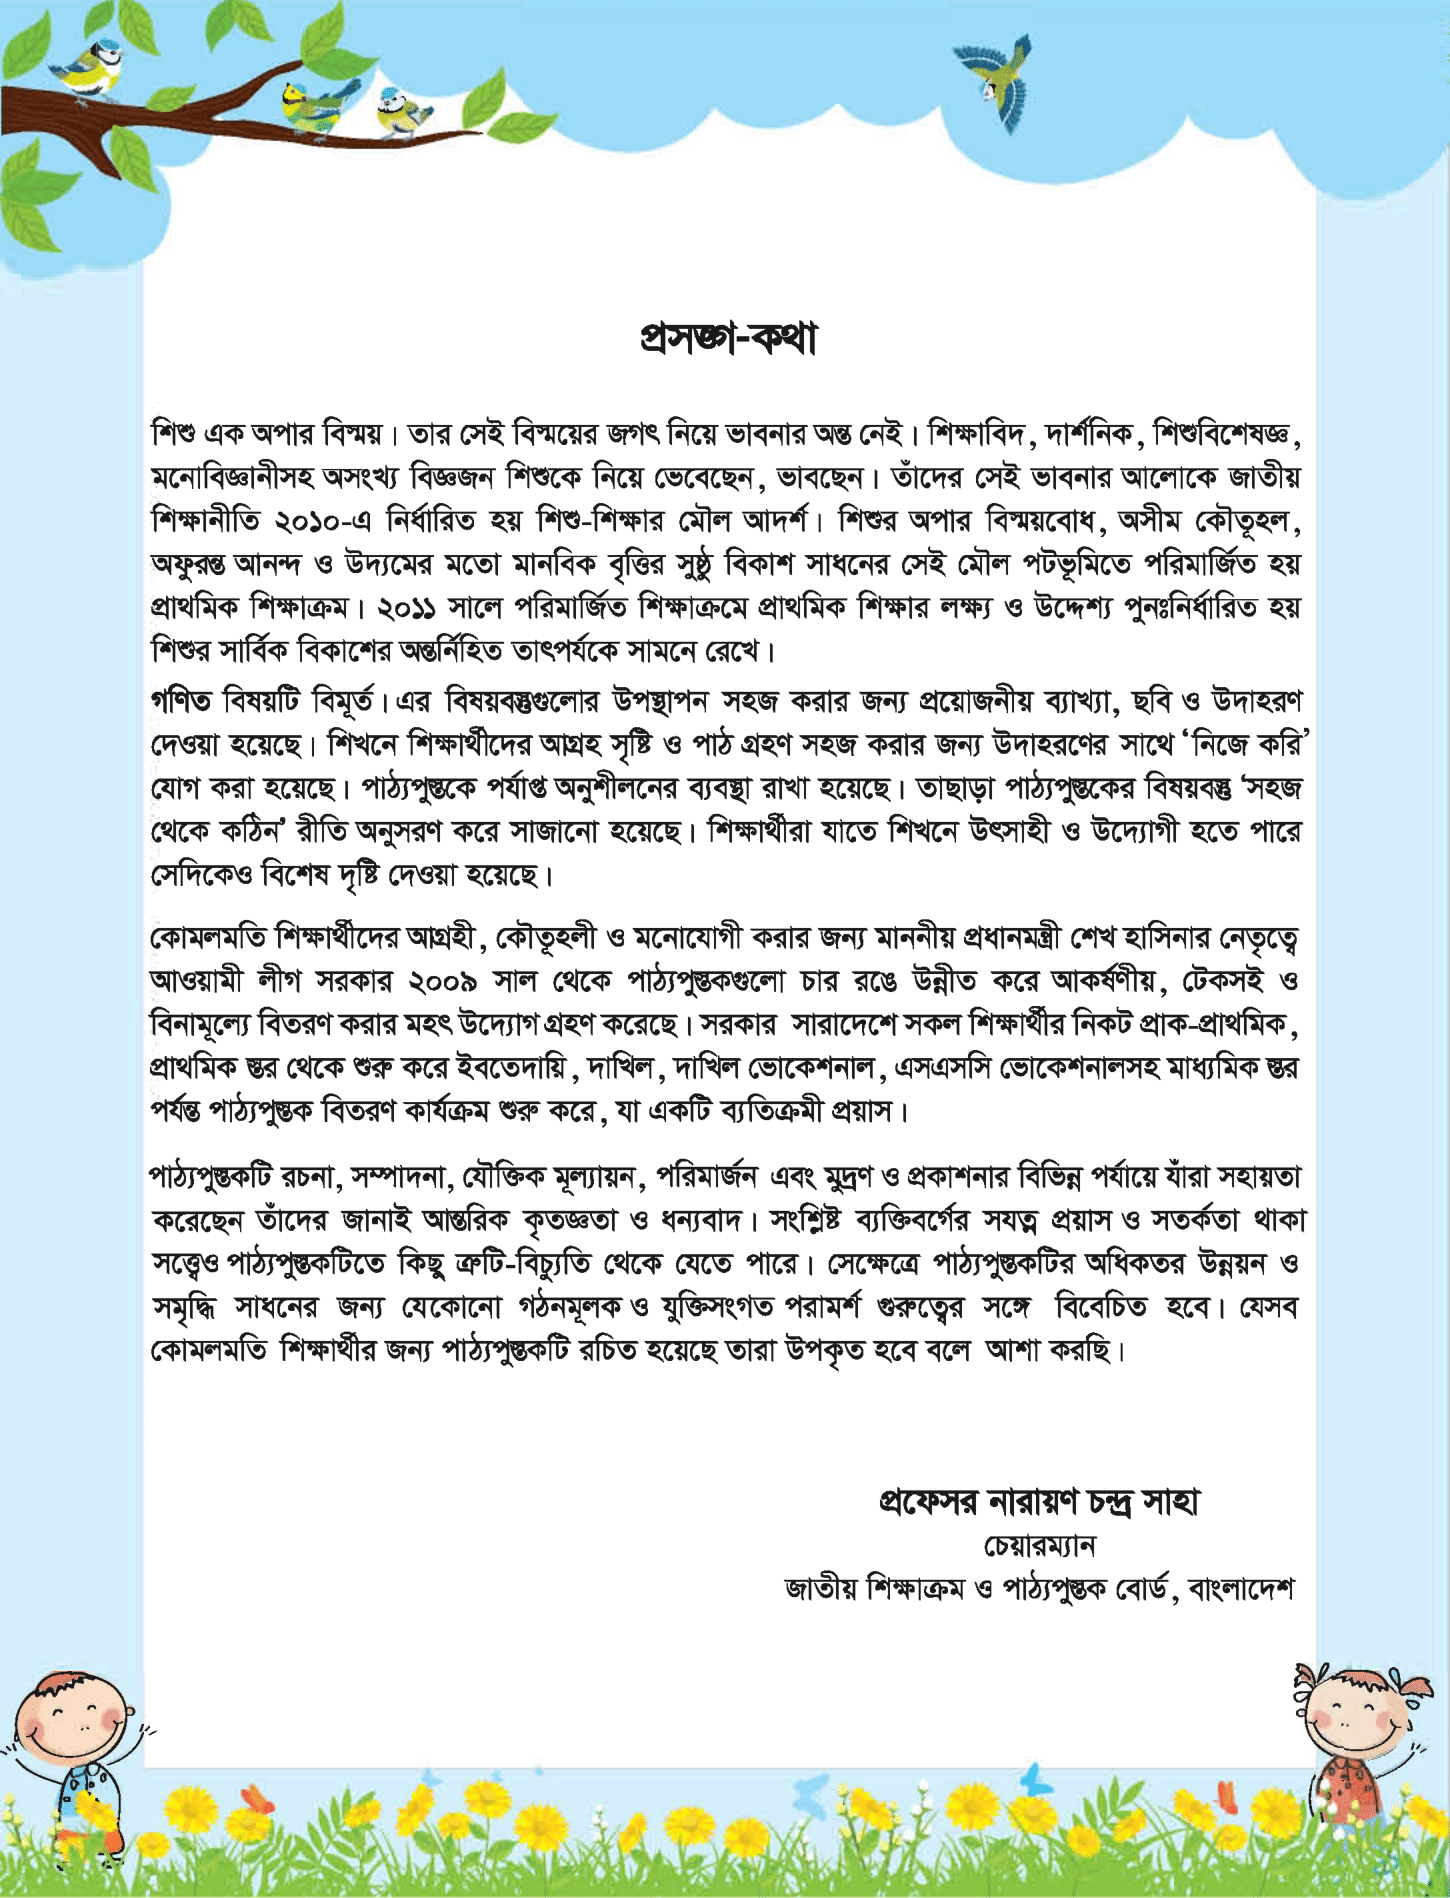 প্রসঙ্গ-কথা
শিশু এক অপার বিস্ময়। তার সেই বিস্ময়ের জগৎ নিয়ে ভাবনার অন্ত নেই। শিক্ষাবিদ, দার্শনিক, শিশুবিশেষজ্ঞ,
মনোবিজ্ঞানীসহ অসংখ্য বিজ্ঞজন শিশুকে নিয়ে ভেবেছেন, ভাবছেন। তাঁদের সেই ভাবনার আলোকে জাতীয়
শিক্ষানীতি ২০১০-এ নির্ধারিত হয় শিশু-শিক্ষার মৌল আদর্শ। শিশুর অপার বিস্ময়বোধ, অসীম কৌতূহল,
অফুরন্ত আনন্দ ও উদ্যমের মতো মানবিক বৃত্তির সুষ্ঠু বিকাশ সাধনের সেই মৌল পটভূমিতে পরিমার্জিত হয়
প্রাথমিক শিক্ষাক্রম। ২০১১ সালে পরিমার্জিত শিক্ষাক্রমে প্রাথমিক শিক্ষার লক্ষ্য ও উদ্দেশ্য পুনঃনির্ধারিত হয়
শিশুর সার্বিক বিকাশের অন্তর্নিহিত তাৎপর্যকে সামনে রেখে।
গণিত বিষয়টি বিমূর্ত। এর বিষয়বস্তুগুলোর উপস্থাপন সহজ করার জন্য প্রয়োজনীয় ব্যাখ্যা, ছবি ও উদাহরণ
দেওয়া হয়েছে। শিখনে শিক্ষার্থীদের আগ্রহ সৃষ্টি ও পাঠ গ্রহণ সহজ করার জন্য উদাহরণের সাথে ‘নিজে করি’
যোগ করা হয়েছে। পাঠ্যপুস্তকে পর্যাপ্ত অনুশীলনের ব্যবস্থা রাখা হয়েছে। তাছাড়া পাঠ্যপুস্তকের বিষয়বস্তু ‘সহজ
থেকে কঠিন’ রীতি অনুসরণ করে সাজানো হয়েছে। শিক্ষার্থীরা যাতে শিখনে উৎসাহী ও উদ্যোগী হতে পারে
সেদিকেও বিশেষ দৃষ্টি দেওয়া হয়েছে।
কোমলমতি শিক্ষার্থীদের আগ্রহী, কৌতূহলী ও মনোযোগী করার জন্য মাননীয় প্রধানমন্ত্রী শেখ হাসিনার নেতৃত্বে
আওয়ামী লীগ সরকার ২০০৯ সাল থেকে পাঠ্যপুস্তকগুলো চার রঙে উন্নীত করে আকর্ষণীয়, টেকসই ও
বিনামূল্যে বিতরণ করার মহৎ উদ্যোগ গ্রহণ করেছে। সরকার সারাদেশে সকল শিক্ষার্থীর নিকট প্রাক-প্রাথমিক,
প্রাথমিক স্তর থেকে শুরু করে ইবতেদায়ি, দাখিল, দাখিল ভোকেশনাল, এসএসসি ভোকেশনালসহ মাধ্যমিক স্তর
পর্যন্ত পাঠ্যপুস্তক বিতরণ কার্যক্রম শুরু করে, যা একটি ব্যতিক্রমী প্রয়াস।
পাঠ্যপুস্তকটি রচনা, সম্পাদনা, যৌক্তিক মূল্যায়ন, পরিমার্জন এবং মুদ্রণ ও প্রকাশনার বিভিন্ন পর্যায়ে যাঁরা সহায়তা
করেছেন তাঁদের জানাই আন্তরিক কৃতজ্ঞতা ও ধন্যবাদ। সংশ্লিষ্ট ব্যক্তিবর্গের সযত্ন প্রয়াস ও সতর্কতা থাকা
সত্ত্বেও পাঠ্যপুস্তকটিতে কিছু ত্রুটি-বিচ্যুতি থেকে যেতে পারে। সেক্ষেত্রে পাঠ্যপুস্তকটির অধিকতর উন্নয়ন ও
সমৃদ্ধি সাধনের জন্য যেকোনো গঠনমূলক ও যুক্তিসংগত পরামর্শ গুরুত্বের সঙ্গে বিবেচিত হবে। যেসব
কোমলমতি শিক্ষার্থীর জন্য পাঠ্যপুস্তকটি রচিত হয়েছে তারা উপকৃত হবে বলে আশা করছি।
প্রফেসর নারায়ণ চন্দ্র সাহা
চেয়ারম্যান
জাতীয় শিক্ষাক্রম ও পাঠ্যপুস্তক বোর্ড, বাংলাদেশ